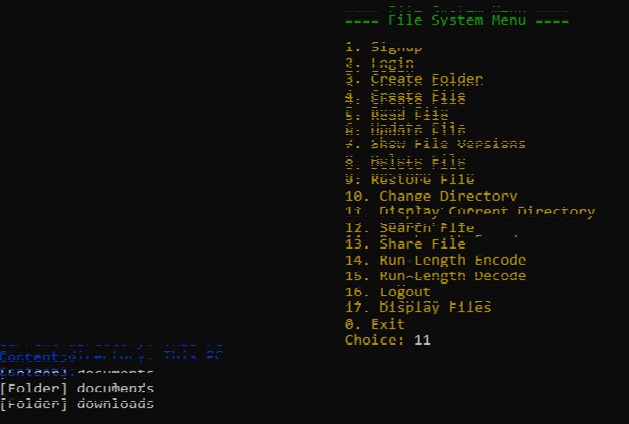 ---- File System Menu ----
1. Signup
2. Login
3. Create Folder
4. Create File
5. Read File
6. Update File
7. Show File Versions
8. Delete File
9. Restore File
10. Change Directory
11. Display Current Directory
12. Search File
13. Share File
14. Run-Length Encode
15. Run-Length Decode
16. Logout
17. Display Files
0. Exit
Choice: 11
directory: This PC
Contents:
[Folder] documents
[Folder] downloads